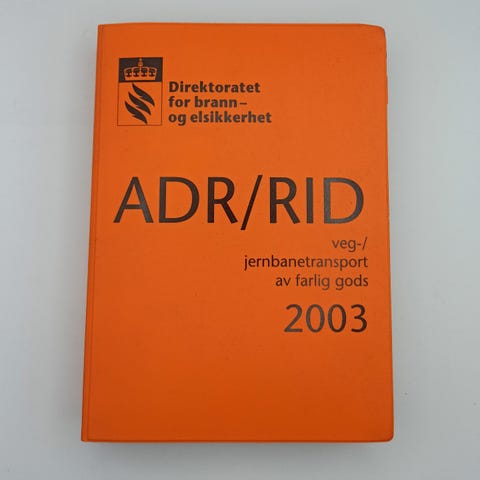 Direktoratet
for brann–
og elsikkerhet
ADR/RID
veg-/
jernbanetransport
av farlig gods
2003